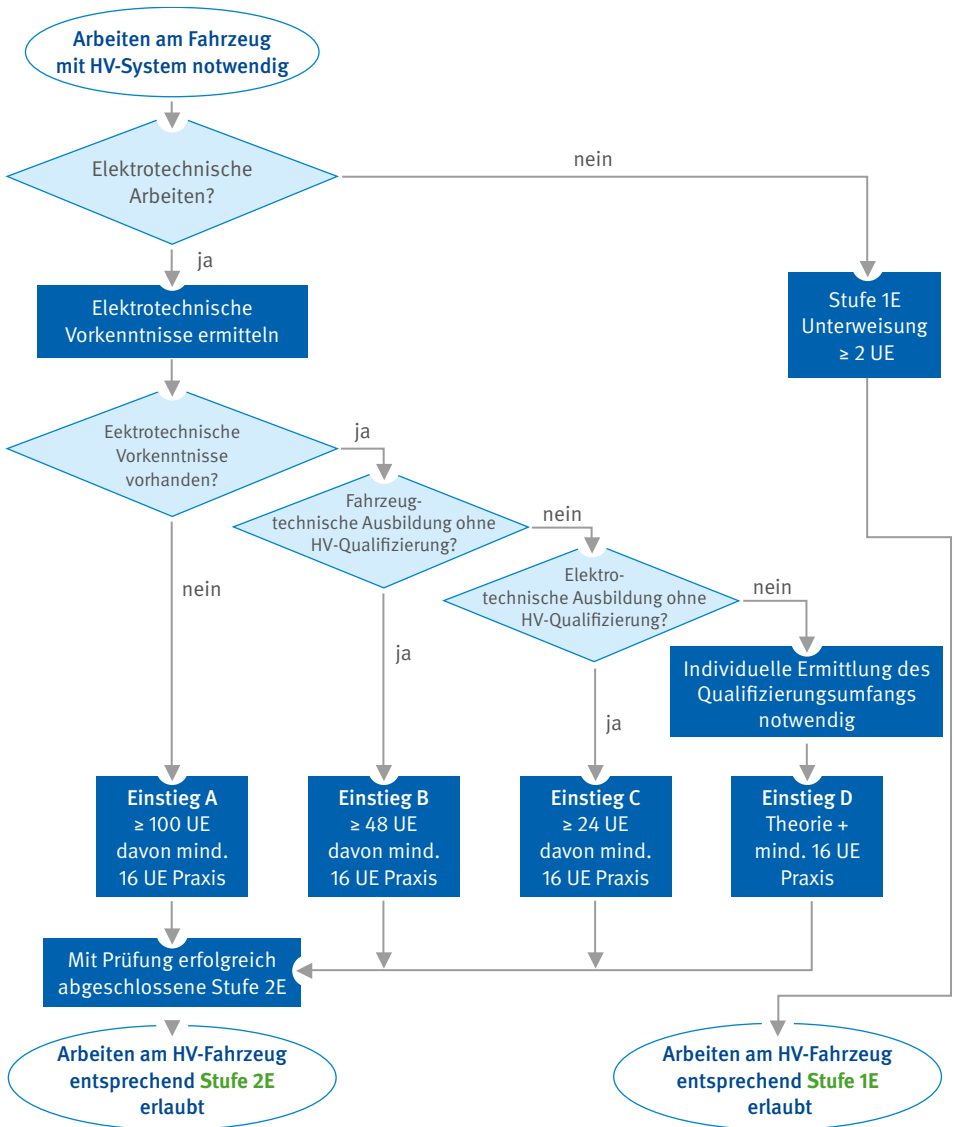 Arbeiten am Fahrzeug
mit HV-System notwendig
Elektrotechnische
Arbeiten?
nein
ja
Elektrotechnische
Vorkenntnisse ermitteln
Stufe 1E
Unterweisung
≥ 2 UE
Eektrotechnische
Vorkenntnisse
vorhanden?
ja
Fahrzeug-
technische Ausbildung ohne
HV-Qualifizierung?
nein
Elektro-
technische Ausbildung ohne
HV-Qualifizierung?
nein
nein
ja
Individuelle Ermittlung des
Qualifizierungsumfangs
notwendig
ja
Einstieg A
≥ 100 UE
davon mind.
16 UE Praxis
Einstieg B
≥ 48 UE
davon mind.
16 UE Praxis
Einstieg C
≥ 24 UE
davon mind.
16 UE Praxis
Einstieg D
Theorie +
mind. 16 UE
Praxis
Mit Prüfung erfolgreich
abgeschlossene Stufe 2E
Arbeiten am HV-Fahrzeug
entsprechend Stufe 2E
erlaubt
Arbeiten am HV-Fahrzeug
entsprechend Stufe 1E
erlaubt